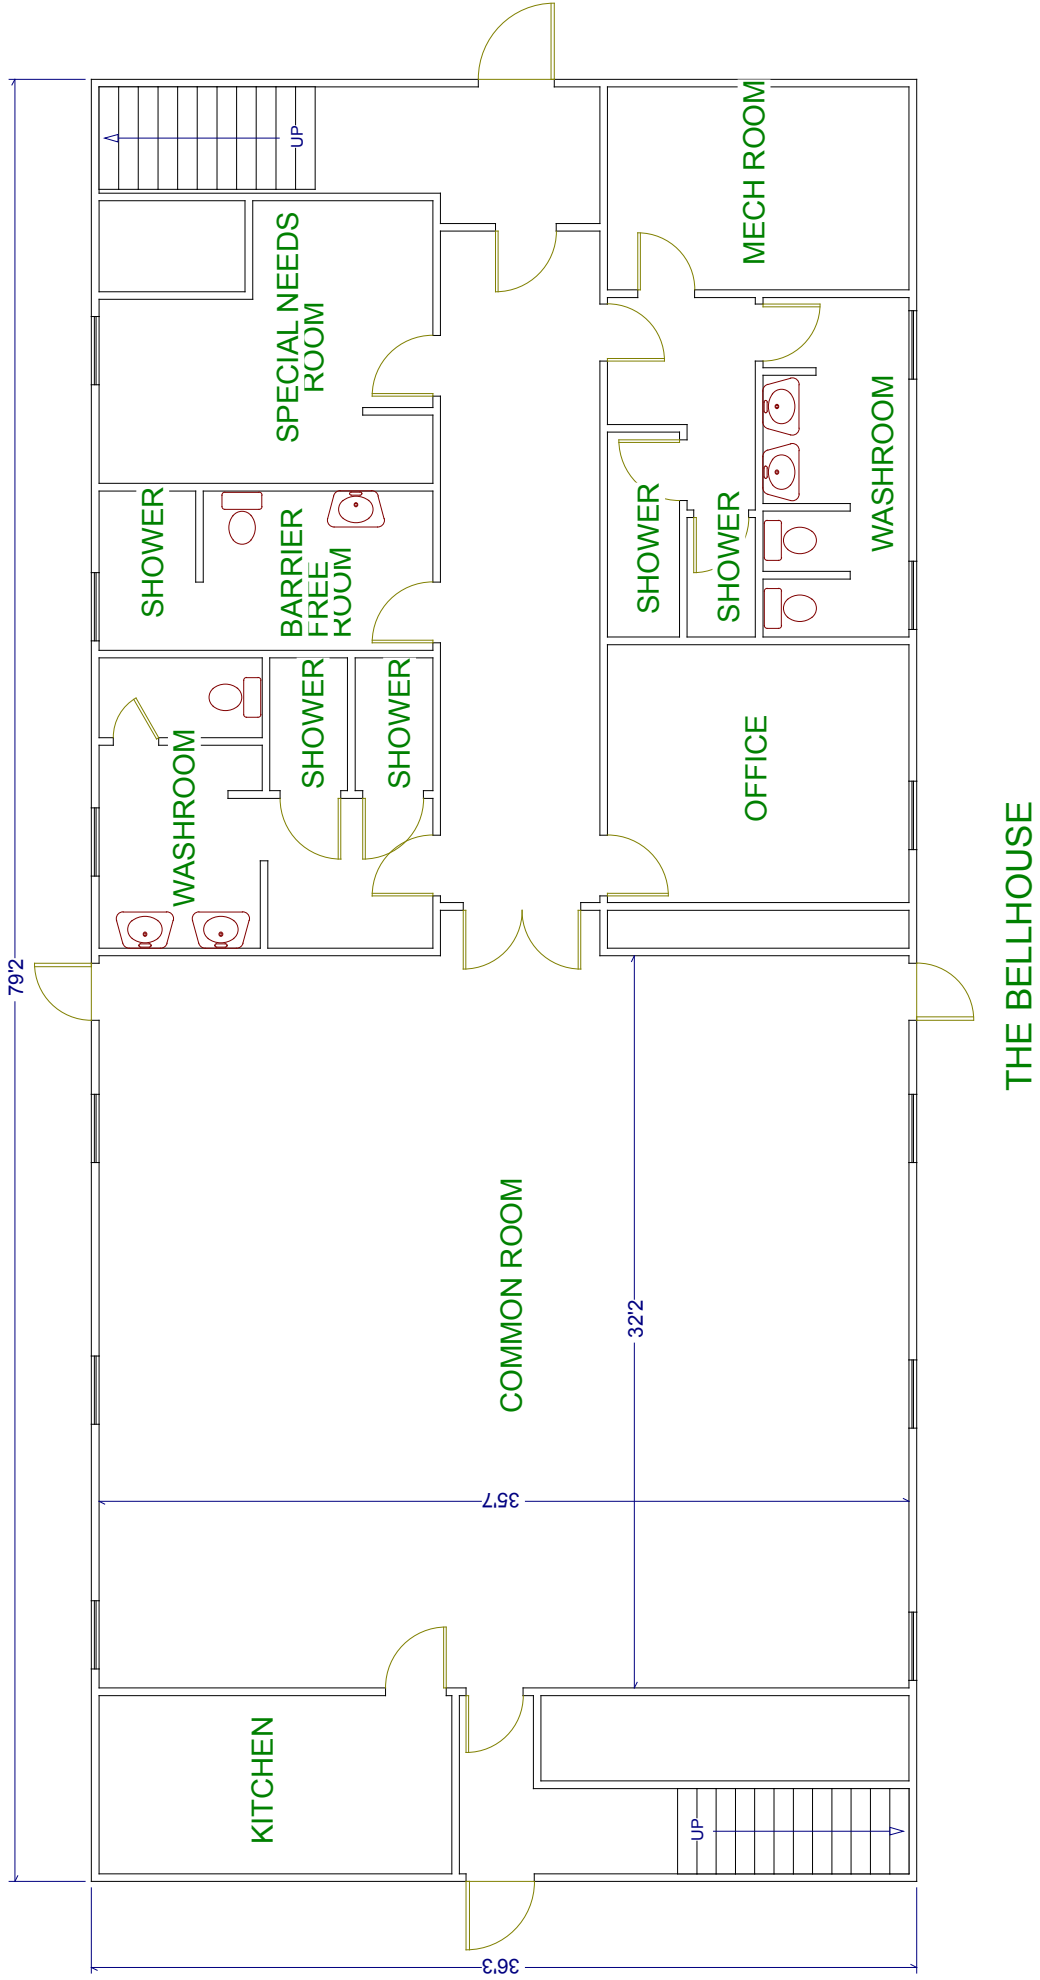 UP
MECH ROOM
SPECIAL NEEDS
ROOM
WASHROOM
SHOWER
BARRIER
FREE
ROOM
SHOWER
SHOWER
SHOWER
SHOWER
WASHROOM
OFFICE
THE BELLHOUSE
79'2
COMMON ROOM
32'2
35'7
KITCHEN
UP
36'3